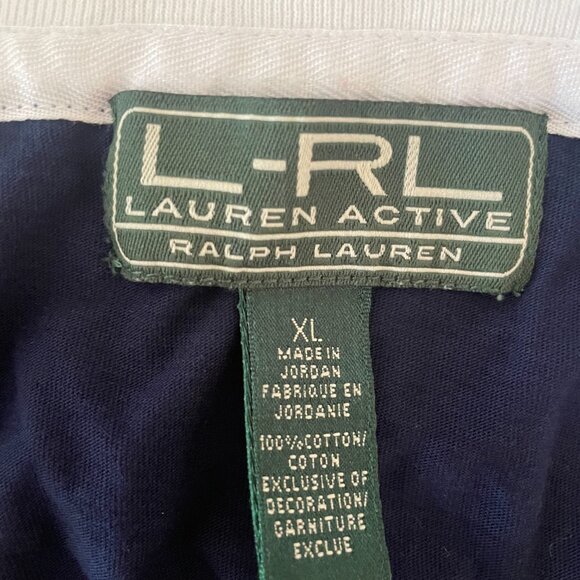 L-RL
LAUREN ACTIVE
RALPH LAUREN
XL
MADE IN
JORDAN
FABRIQUE EN
JORDANIE
100%COTTON/
COTON
EXCLUSIVE OF
DECORATION/
GARNITURE
EXCLUE